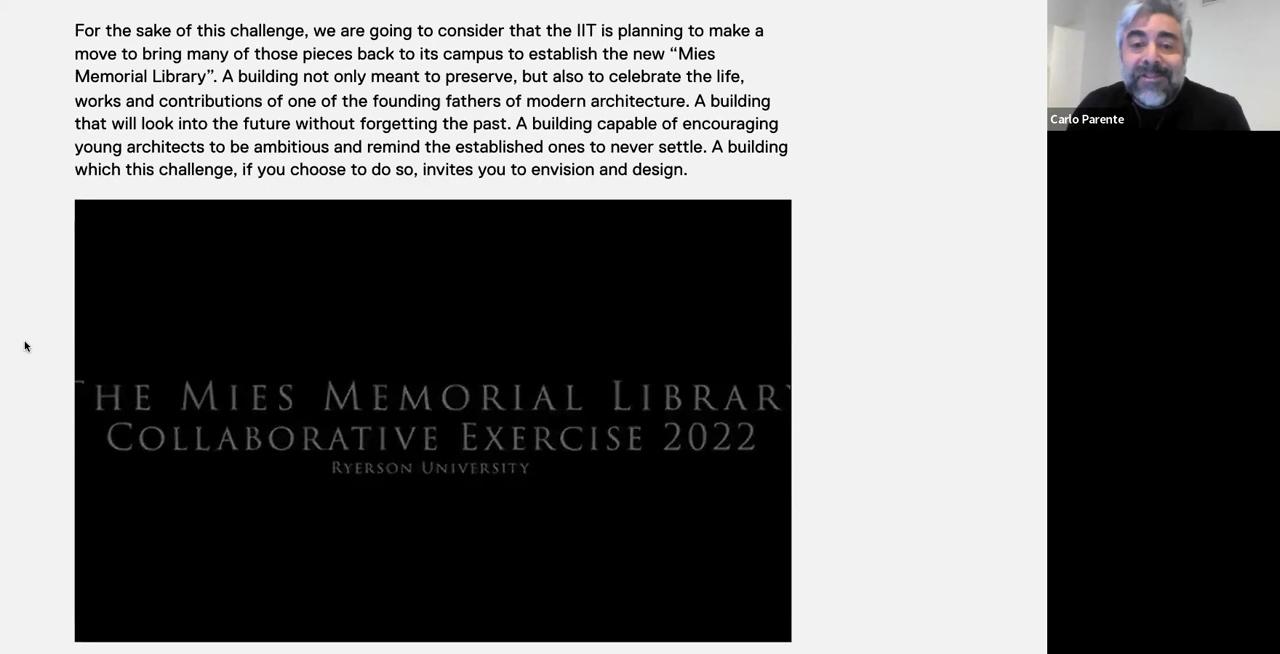 For the sake of this challenge, we are going to consider that the IIT is planning to make a
move to bring many of those pieces back to its campus to establish the new “Mies
Memorial Library”. A building not only meant to preserve, but also to celebrate the life,
works and contributions of one of the founding fathers of modern architecture. A building
that will look into the future without forgetting the past. A building capable of encouraging
young architects to be ambitious and remind the established ones to never settle. A building
which this challenge, if you choose to do so, invites you to envision and design.
Carlo Parente
The Mies Memorial Library
Collaborative Exercise 2022
Ryerson University